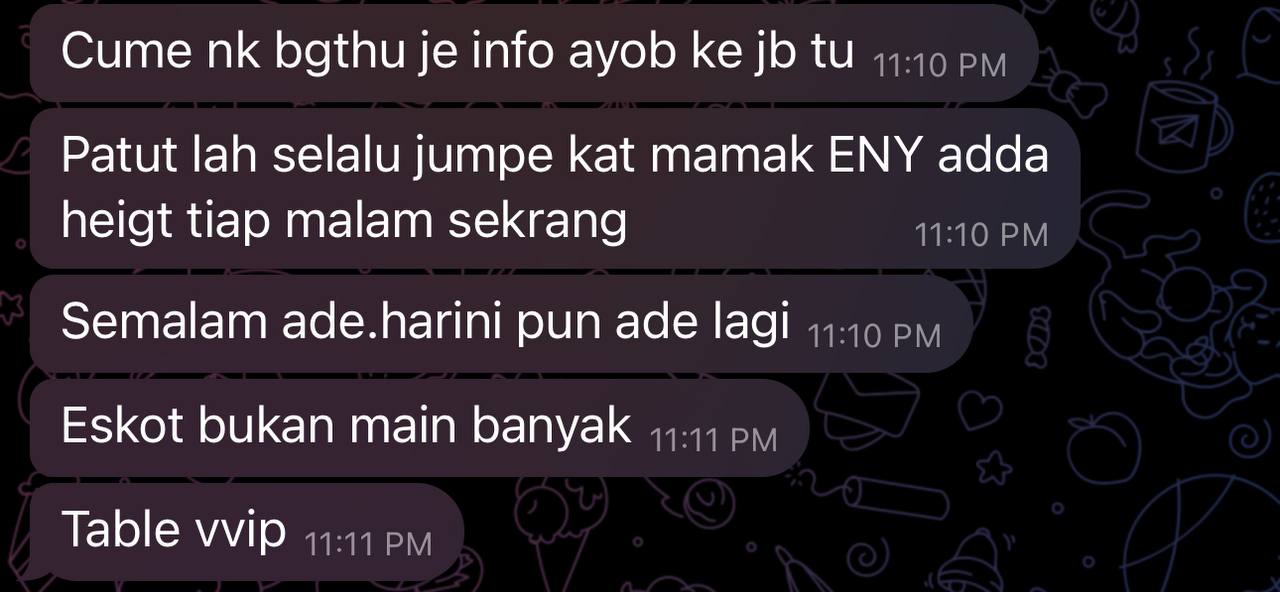 Cume nk bgthu je info ayob ke jb tu 11:10 PM
Patut lah selalu jumpe kat mamak ENY adda
heigt tiap malam sekrang 11:10 PM
Semalam ade.harini pun ade lagi 11:10 PM
Eskot bukan main banyak 11:11 PM
Table vvip 11:11 PM